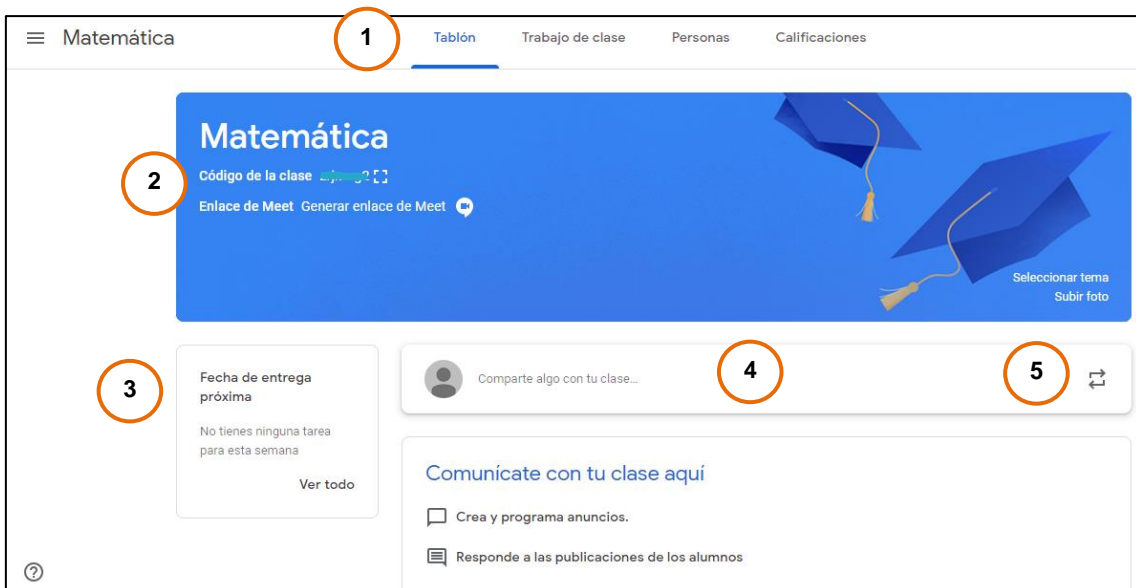 Matemática
1
Tablón
Trabajo de clase
Personas
Calificaciones
Matemática
2
Código de la clase
Enlace de Meet Generar enlace de Meet
Seleccionar tema
Subir foto
3
Fecha de entrega
próxima
No tienes ninguna tarea
para esta semana
Ver todo
Comparte algo con tu clase...
4
5
Comunícate con tu clase aquí
Crea y programa anuncios.
Responde a las publicaciones de los alumnos